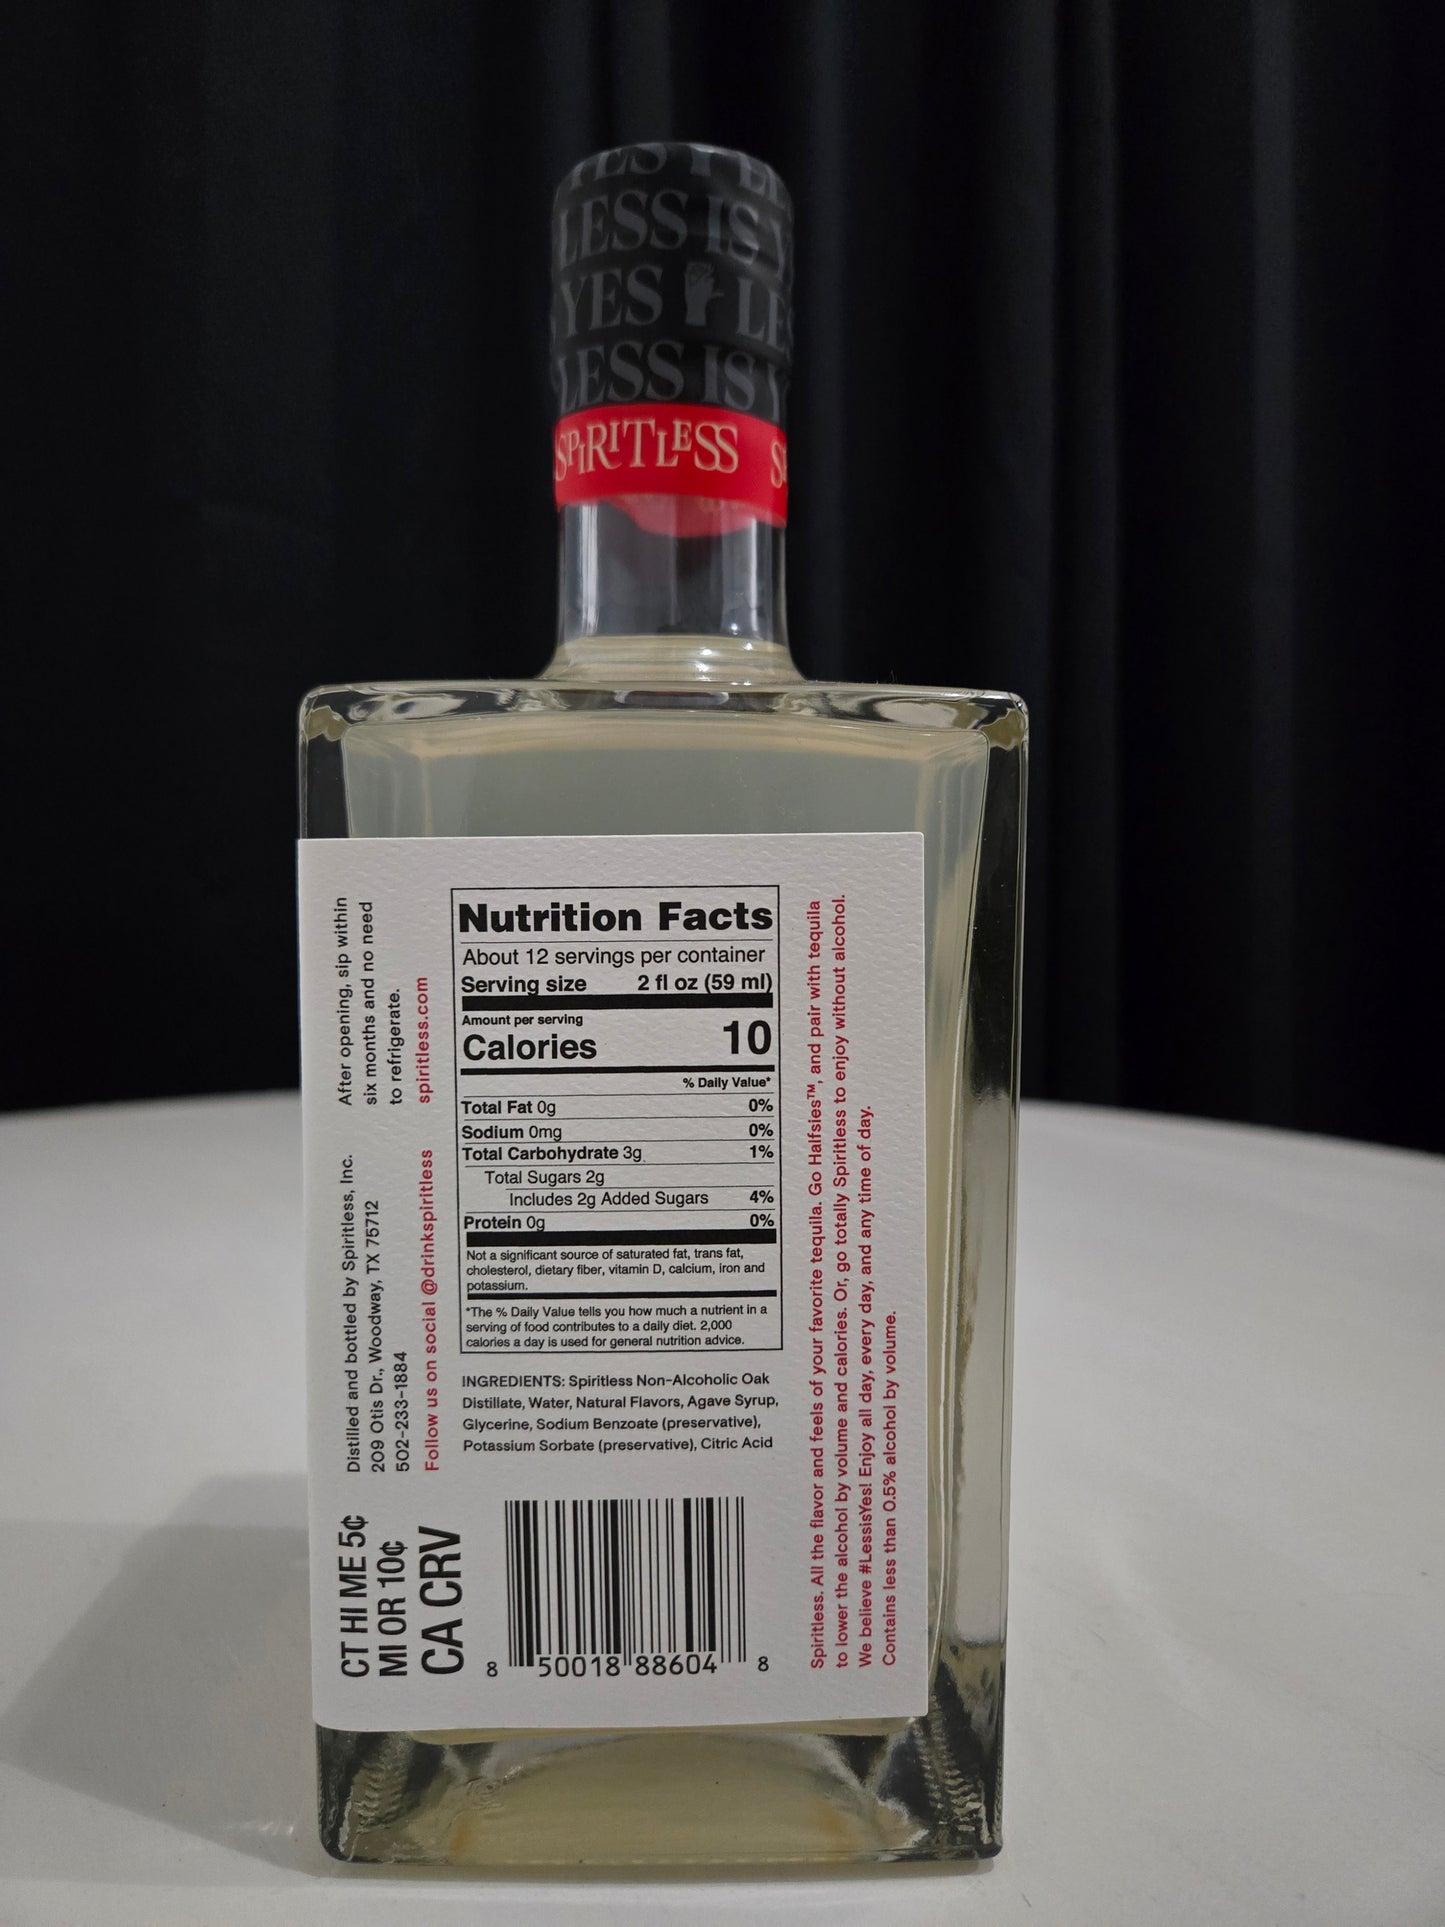 YES
LESS IS
YES LES
LESS IS
SPIRITLESS
Nutrition Facts
About 12 servings per container
Serving size 2 fl oz (59 ml)
Amount per serving
Calories 10
% Daily Value*
Total Fat 0g 0%
Sodium 0mg 0%
Total Carbohydrate 3g 1%
Total Sugars 2g
Includes 2g Added Sugars 4%
Protein 0g 0%
Not a significant source of saturated fat, trans fat,
cholesterol, dietary fiber, vitamin D, calcium, iron and
potassium.
*The % Daily Value tells you how much a nutrient in a
serving of food contributes to a daily diet. 2,000
calories a day is used for general nutrition advice.
INGREDIENTS: Spiritless Non-Alcoholic Oak
Distillate, Water, Natural Flavors, Agave Syrup,
Glycerine, Sodium Benzoate (preservative),
Potassium Sorbate (preservative), Citric Acid
8 50018 88604 8
After opening, sip within
six months and no need
to refrigerate.
spiritless.com
Distilled and bottled by Spiritless, Inc.
209 Otis Dr., Woodway, TX 75712
502-233-1884
Follow us on social @drinkspiritless
CT HI ME 5¢
MI OR 10¢
CA CRV
Spiritless. All the flavor and feels of your favorite tequila. Go Halfsies™, and pair with tequila
to lower the alcohol by volume and calories. Or, go totally Spiritless to enjoy without alcohol.
We believe #LessisYes! Enjoy all day, every day, and any time of day.
Contains less than 0.5% alcohol by volume.